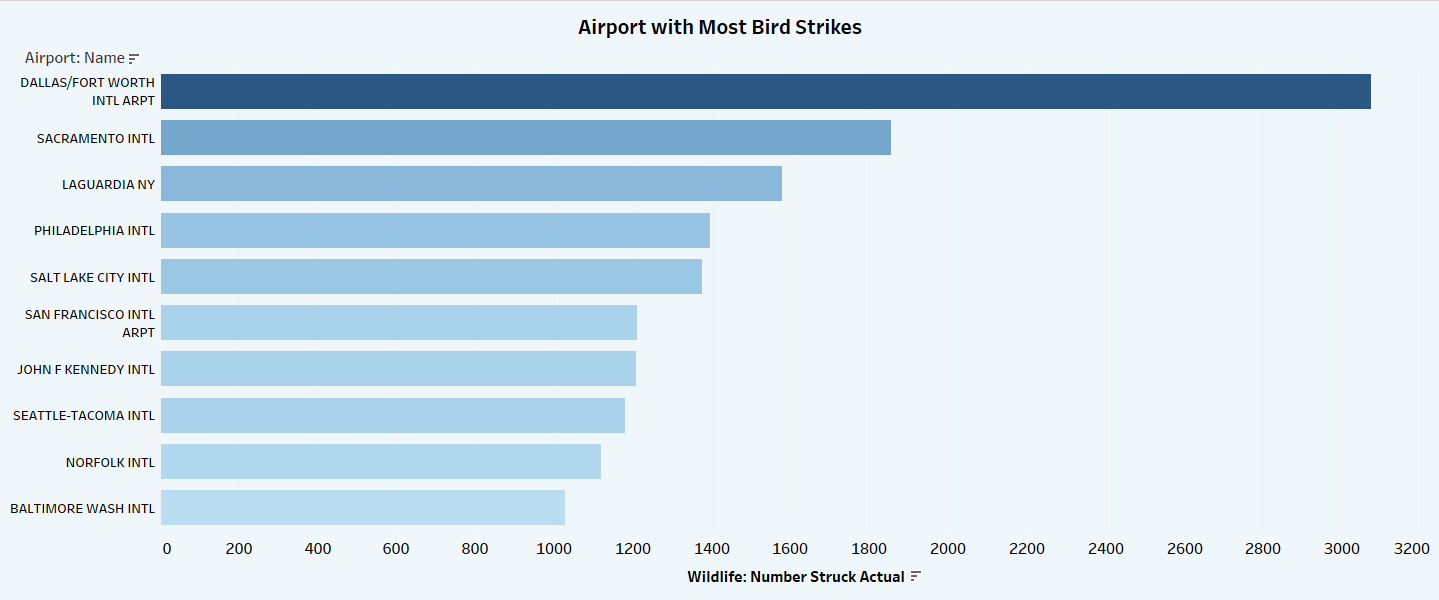 Airport with Most Bird Strikes
Airport: Name
DALLAS/FORT WORTH
INTL ARPT
SACRAMENTO INTL
LAGUARDIA NY
PHILADELPHIA INTL
SALT LAKE CITY INTL
SAN FRANCISCO INTL
ARPT
JOHN F KENNEDY INTL
SEATTLE-TACOMA INTL
NORFOLK INTL
BALTIMORE WASH INTL
0 200 400 600 800 1000 1200 1400 1600 1800 2000 2200 2400 2600 2800 3000 3200
Wildlife: Number Struck Actual